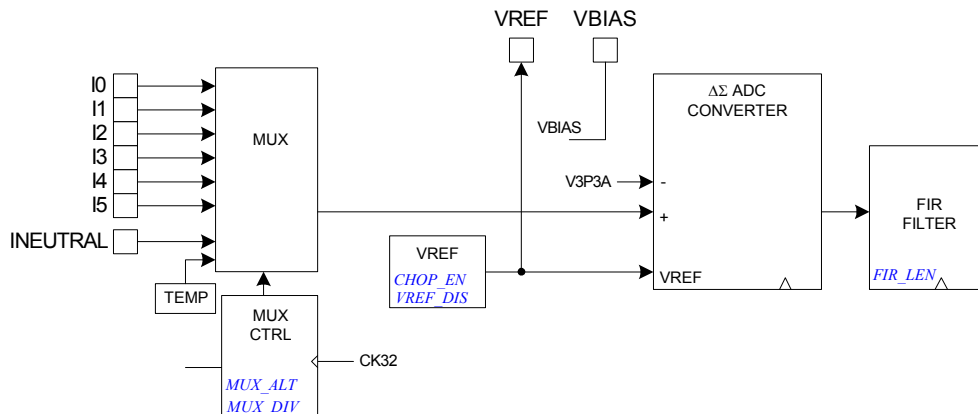 VREF VBIAS
I0
I1
I2
I3
I4
I5
INEUTRAL
TEMP
MUX
MUX
CTRL
MUX_ALT
MUX_DIV
CK32
VREF
CHOP_EN
VREF_DIS
VBIAS
V3P3A
ΔΣ ADC
CONVERTER
-
+
VREF
FIR
FILTER
FIR_LEN